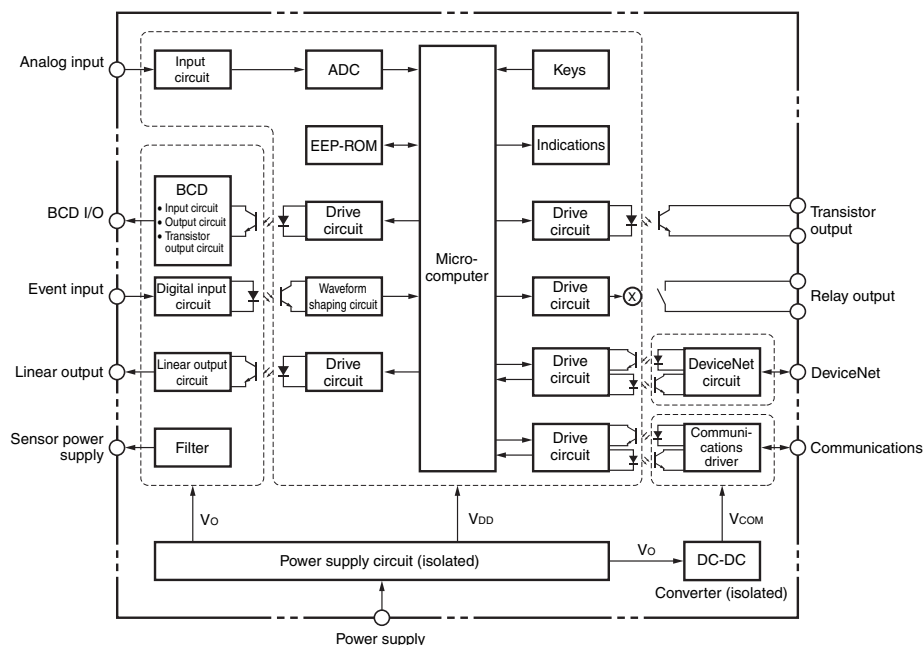 Analog input
Input
circuit
ADC
Keys
EEP-ROM
Indications
BCD I/O
BCD
• Input circuit
• Output circuit
• Transistor
output circuit
Drive
circuit
Micro-
computer
Drive
circuit
Transistor
output
Event input
Digital input
circuit
Waveform
shaping circuit
Drive
circuit
X
Relay output
Linear output
Linear output
circuit
Drive
circuit
Drive
circuit
DeviceNet
circuit
DeviceNet
Sensor power
supply
Filter
Drive
circuit
Communi-
cations
driver
Communications
VO
VDD
VCOM
Power supply circuit (isolated)
VO
DC-DC
Converter (isolated)
Power supply